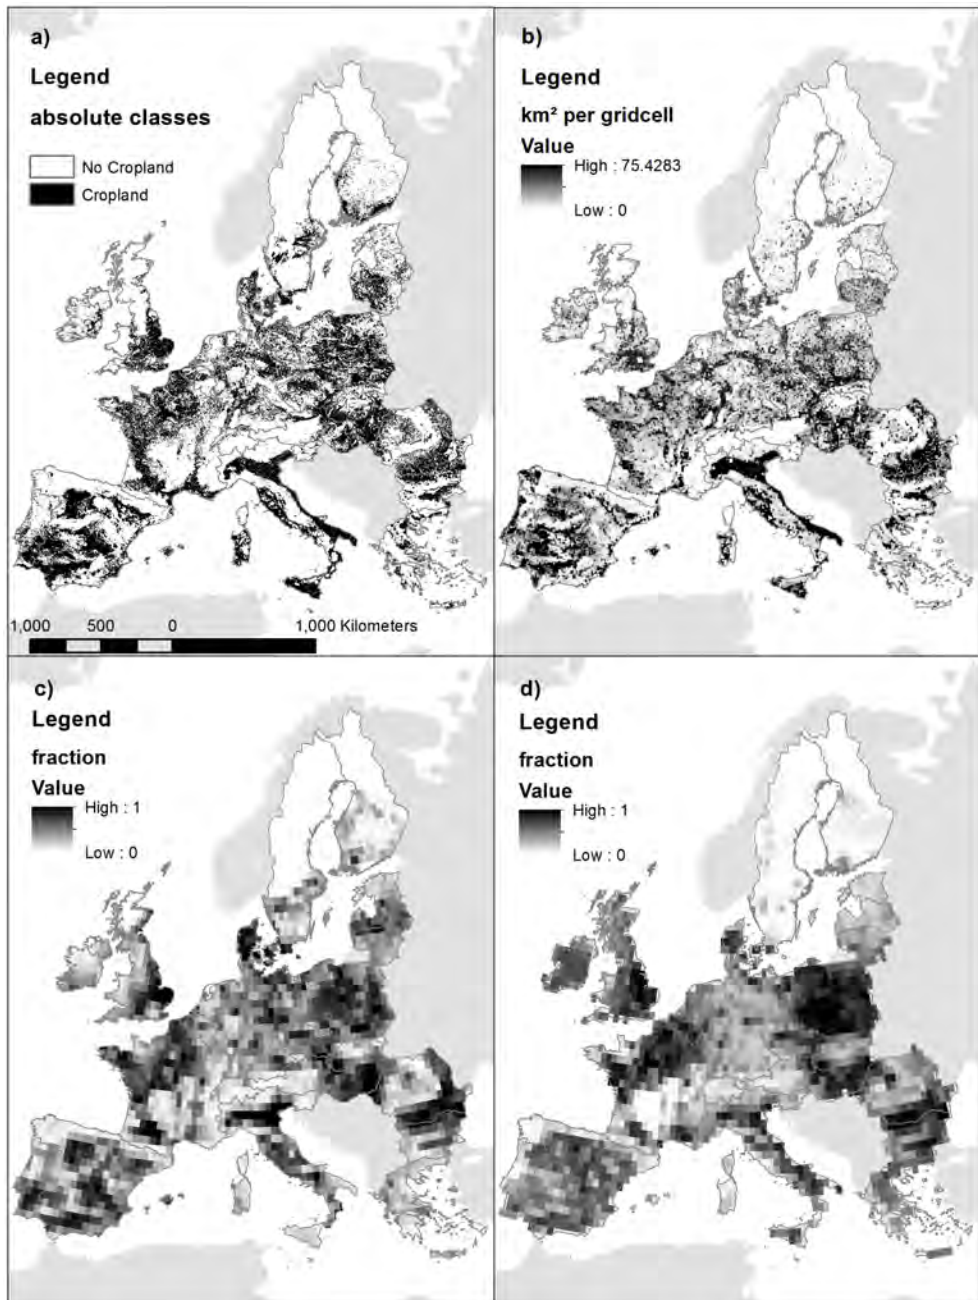 a)
Legend
absolute classes
No Cropland
Cropland
1,000 500 0 1,000 Kilometers
b)
Legend
km² per gridcell
Value
High : 75.4283
Low : 0
c)
Legend
fraction
Value
High : 1
Low : 0
d)
Legend
fraction
Value
High : 1
Low : 0